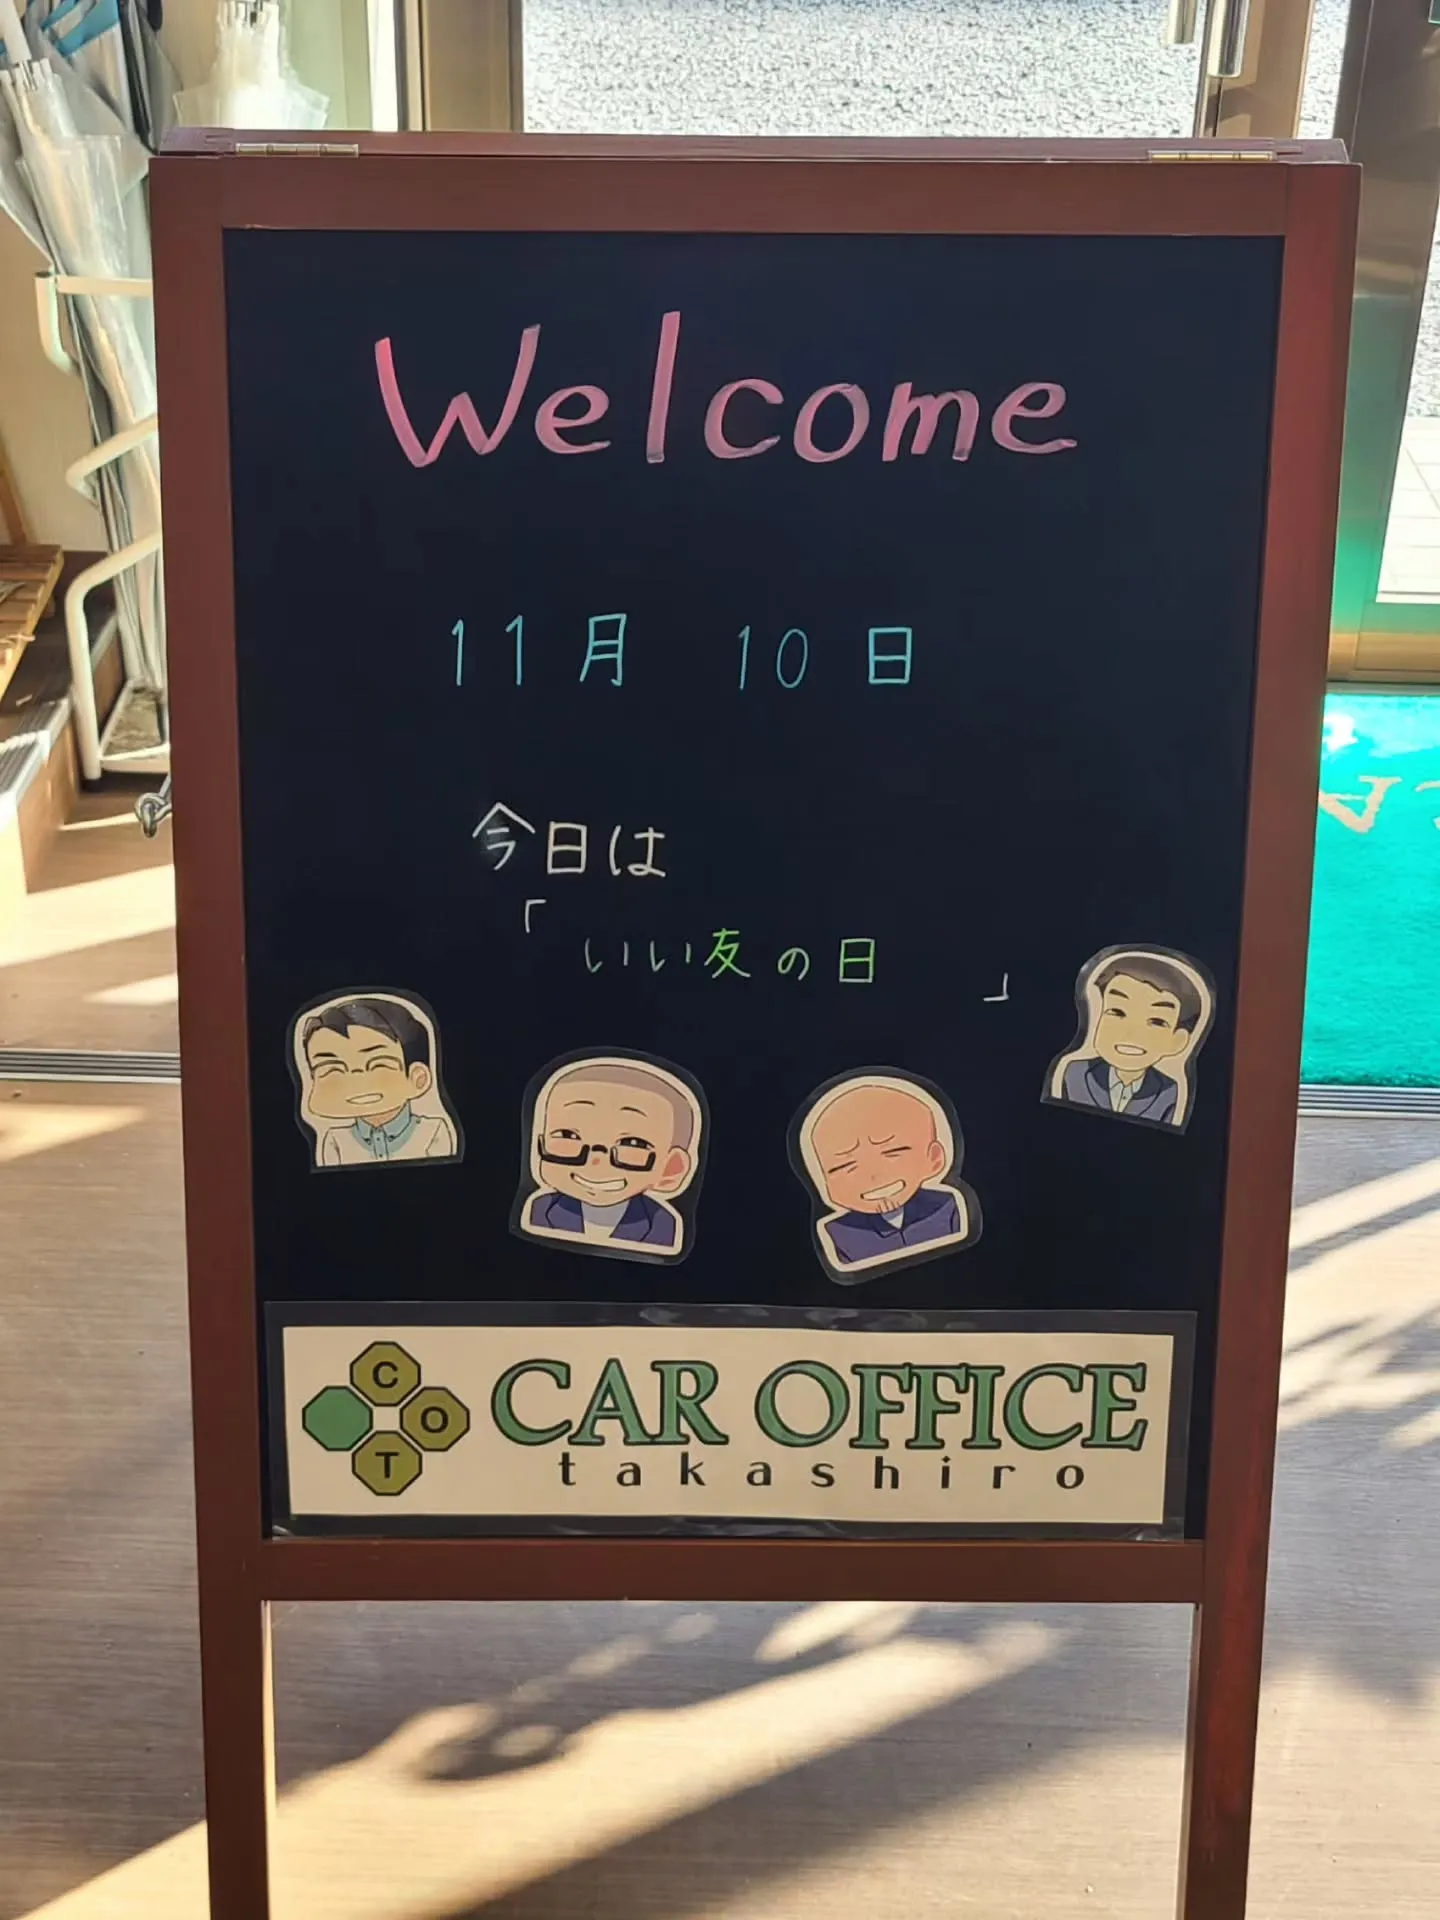 Welcome
11月 10日
今日は
「いい友の日」
C
O
T
CAR OFFICE
takashiro